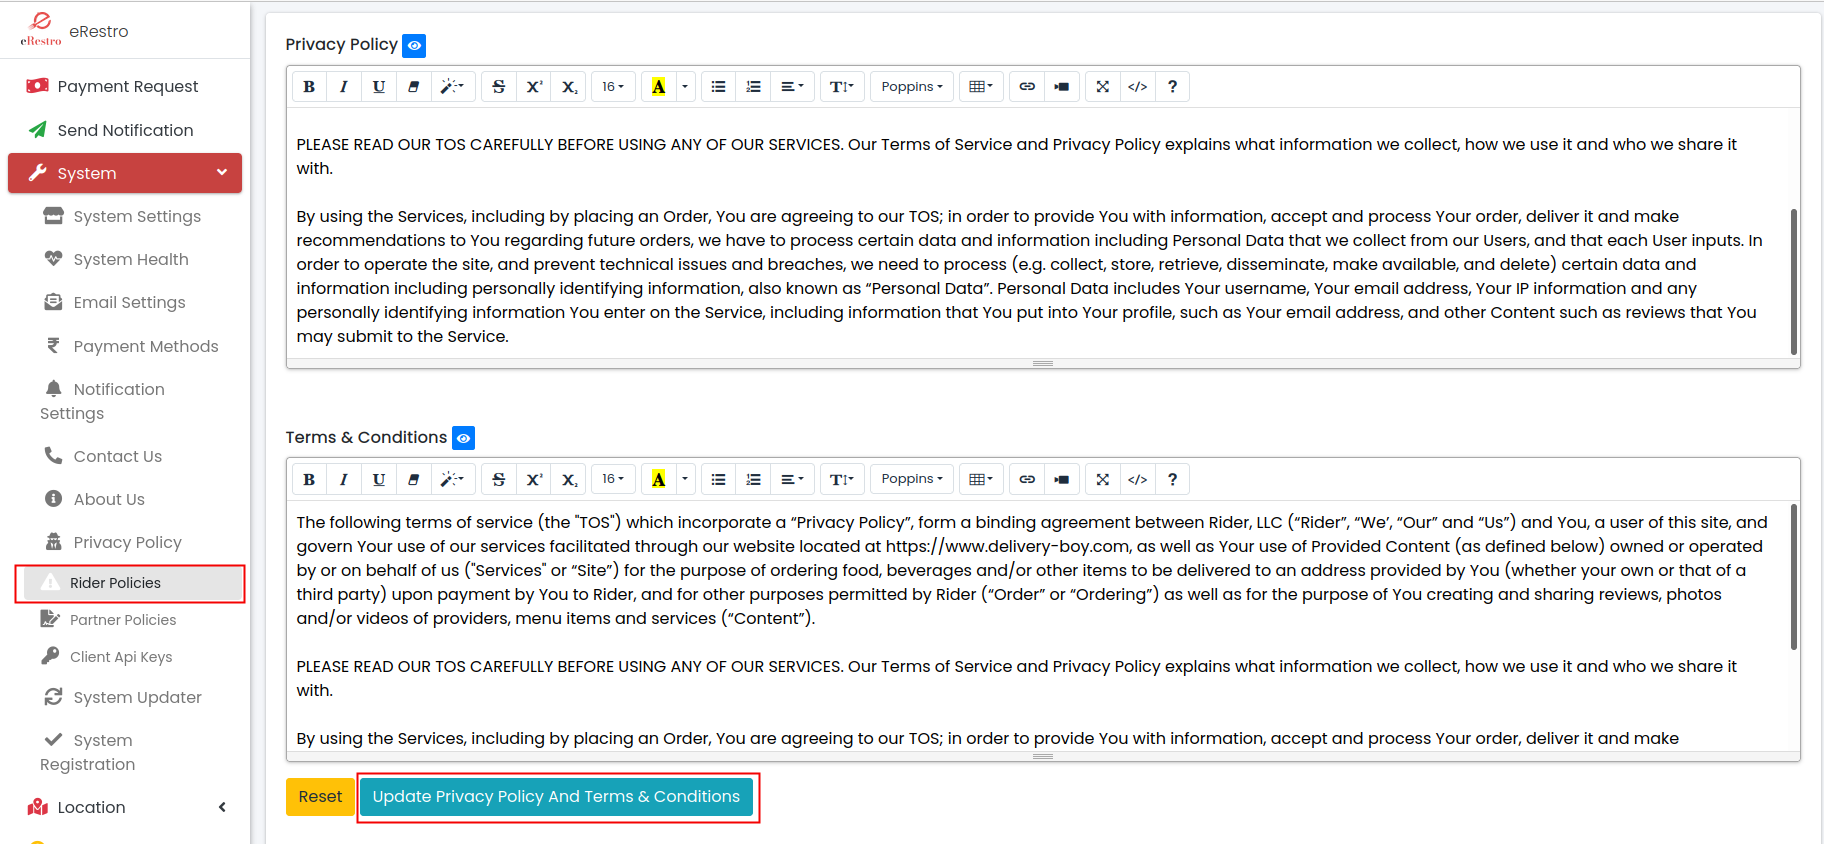 eRestro
eRestro
Payment Request
Send Notification
System
System Settings
System Health
Email Settings
Payment Methods
Notification
Settings
Contact Us
About Us
Privacy Policy
Rider Policies
Partner Policies
Client Api Keys
System Updater
System
Registration
Location
Privacy Policy
B I U S X² X₂ 16 A T Poppins </> ?
PLEASE READ OUR TOS CAREFULLY BEFORE USING ANY OF OUR SERVICES. Our Terms of Service and Privacy Policy explains what information we collect, how we use it and who we share it
with.
By using the Services, including by placing an Order, You are agreeing to our TOS; in order to provide You with information, accept and process Your order, deliver it and make
recommendations to You regarding future orders, we have to process certain data and information including Personal Data that we collect from our Users, and that each User inputs. In
order to operate the site, and prevent technical issues and breaches, we need to process (e.g. collect, store, retrieve, disseminate, make available, and delete) certain data and
information including personally identifying information, also known as “Personal Data”. Personal Data includes Your username, Your email address, Your IP information and any
personally identifying information You enter on the Service, including information that You put into Your profile, such as Your email address, and other Content such as reviews that You
may submit to the Service.
Terms & Conditions
B I U S X² X₂ 16 A T Poppins </> ?
The following terms of service (the "TOS") which incorporate a “Privacy Policy”, form a binding agreement between Rider, LLC (“Rider”, “We’, “Our” and “Us”) and You, a user of this site, and
govern Your use of our services facilitated through our website located at https://www.delivery-boy.com, as well as Your use of Provided Content (as defined below) owned or operated
by or on behalf of us ("Services" or “Site”) for the purpose of ordering food, beverages and/or other items to be delivered to an address provided by You (whether your own or that of a
third party) upon payment by You to Rider, and for other purposes permitted by Rider (“Order” or “Ordering”) as well as for the purpose of You creating and sharing reviews, photos
and/or videos of providers, menu items and services (“Content”).
PLEASE READ OUR TOS CAREFULLY BEFORE USING ANY OF OUR SERVICES. Our Terms of Service and Privacy Policy explains what information we collect, how we use it and who we share it
with.
By using the Services, including by placing an Order, You are agreeing to our TOS; in order to provide You with information, accept and process Your order, deliver it and make
Reset
Update Privacy Policy And Terms & Conditions